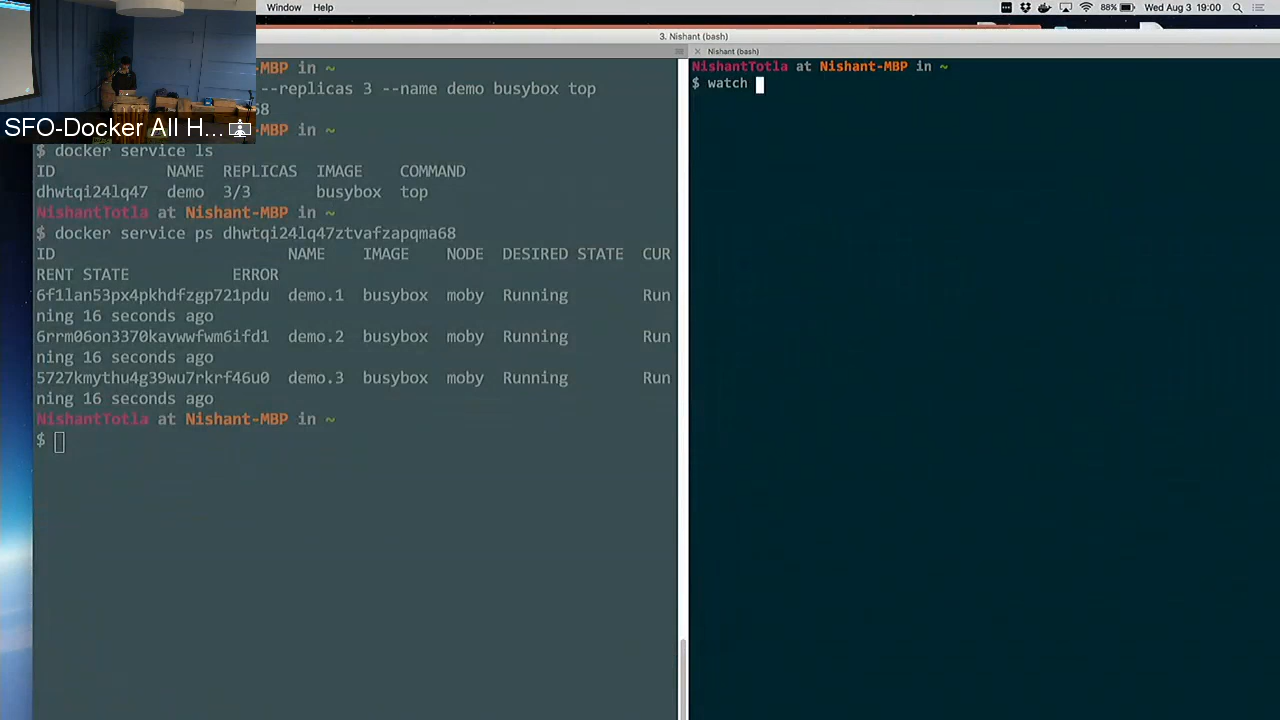 Window Help
88% Wed Aug 3 19:00
3. Nishant (bash)
Nishant (bash)
-MBP in ~
--replicas 3 --name demo busybox top
68
-MBP in ~
SFO-Docker All H...
$ docker service ls
ID NAME REPLICAS IMAGE COMMAND
dhwtqi24lq47 demo 3/3 busybox top
NishantTotla at Nishant-MBP in ~
$ docker service ps dhwtqi24lq47ztvafzapqma68
ID NAME IMAGE NODE DESIRED STATE CUR
RENT STATE ERROR
6f1lan53px4pkhdfzgp721pdu demo.1 busybox moby Running Run
ning 16 seconds ago
6rrm06on3370kavwwfwm6ifd1 demo.2 busybox moby Running Run
ning 16 seconds ago
5727kmythu4g39wu7rkrf46u0 demo.3 busybox moby Running Run
ning 16 seconds ago
NishantTotla at Nishant-MBP in ~
$
NishantTotla at Nishant-MBP in ~
$ watch